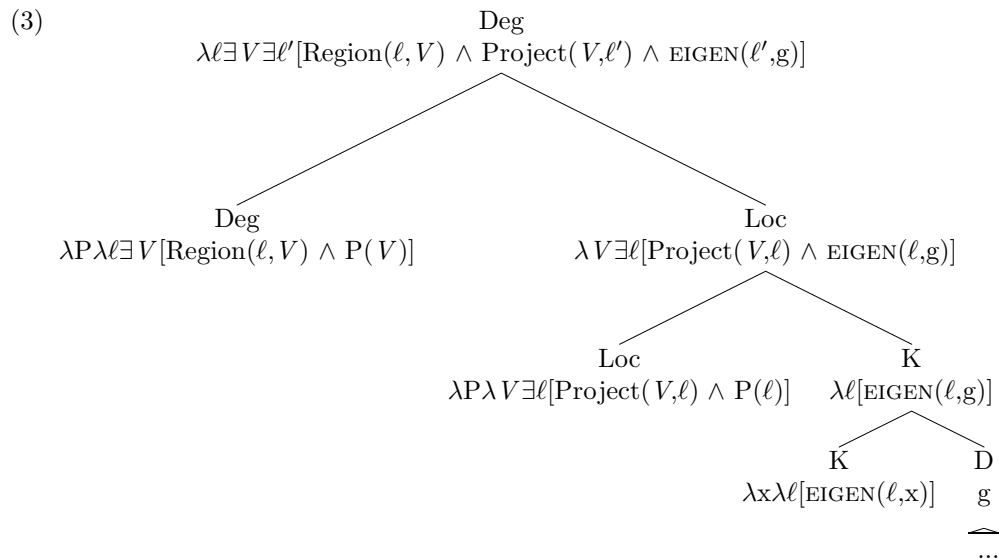 (3) Deg
λℓ∃V∃ℓ′[Region(ℓ, V) ∧ Project(V,ℓ′) ∧ EIGEN(ℓ′,g)]
Deg Loc
λPλℓ∃V[Region(ℓ, V) ∧ P(V)] λV∃ℓ[Project(V,ℓ) ∧ EIGEN(ℓ,g)]
Loc K
λPλV∃ℓ[Project(V,ℓ) ∧ P(ℓ)] λℓ[EIGEN(ℓ,g)]
K D
λxλℓ[EIGEN(ℓ,x)] g
...